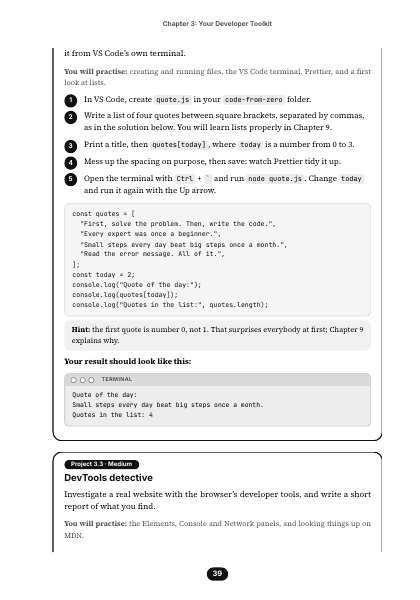 Chapter 3: Your Developer Toolkit
it from VS Code's own terminal.
You will practise: creating and running files, the VS Code terminal, Prettier, and a first
look at lists.
1 In VS Code, create quote.js in your code-from-zero folder.
2 Write a list of four quotes between square brackets, separated by commas,
as in the solution below. You will learn lists properly in Chapter 9.
3 Print a title, then quotes[today], where today is a number from 0 to 3.
4 Mess up the spacing on purpose, then save: watch Prettier tidy it up.
5 Open the terminal with Ctrl + ` and run node quote.js. Change today
and run it again with the Up arrow.
const quotes = [
"First, solve the problem. Then, write the code.",
"Every expert was once a beginner.",
"Small steps every day beat big steps once a month.",
"Read the error message. All of it.",
];
const today = 2;
console.log("Quote of the day:");
console.log(quotes[today]);
console.log("Quotes in the list:", quotes.length);
Hint: the first quote is number 0, not 1. That surprises everybody at first; Chapter 9
explains why.
Your result should look like this:
TERMINAL
Quote of the day:
Small steps every day beat big steps once a month.
Quotes in the list: 4
Project 3.3 · Medium
DevTools detective
Investigate a real website with the browser's developer tools, and write a short
report of what you find.
You will practise: the Elements, Console and Network panels, and looking things up on
MDN.
39